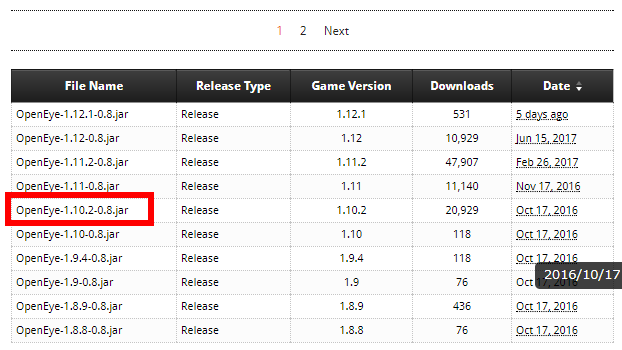 1 2 Next
File Name Release Type Game Version Downloads Date
OpenEye-1.12.1-0.8.jar Release 1.12.1 531 5 days ago
OpenEye-1.12-0.8.jar Release 1.12 10,929 Jun 15, 2017
OpenEye-1.11.2-0.8.jar Release 1.11.2 47,907 Feb 26, 2017
OpenEye-1.11-0.8.jar Release 1.11 11,140 Nov 17, 2016
OpenEye-1.10.2-0.8.jar Release 1.10.2 20,929 Oct 17, 2016
OpenEye-1.10-0.8.jar Release 1.10 118 Oct 17, 2016
OpenEye-1.9.4-0.8.jar Release 1.9.4 118 Oct 17, 2016
2016/10/17
OpenEye-1.9-0.8.jar Release 1.9 76 Oct 17, 2016
OpenEye-1.8.9-0.8.jar Release 1.8.9 436 Oct 17, 2016
OpenEye-1.8.8-0.8.jar Release 1.8.8 76 Oct 17, 2016